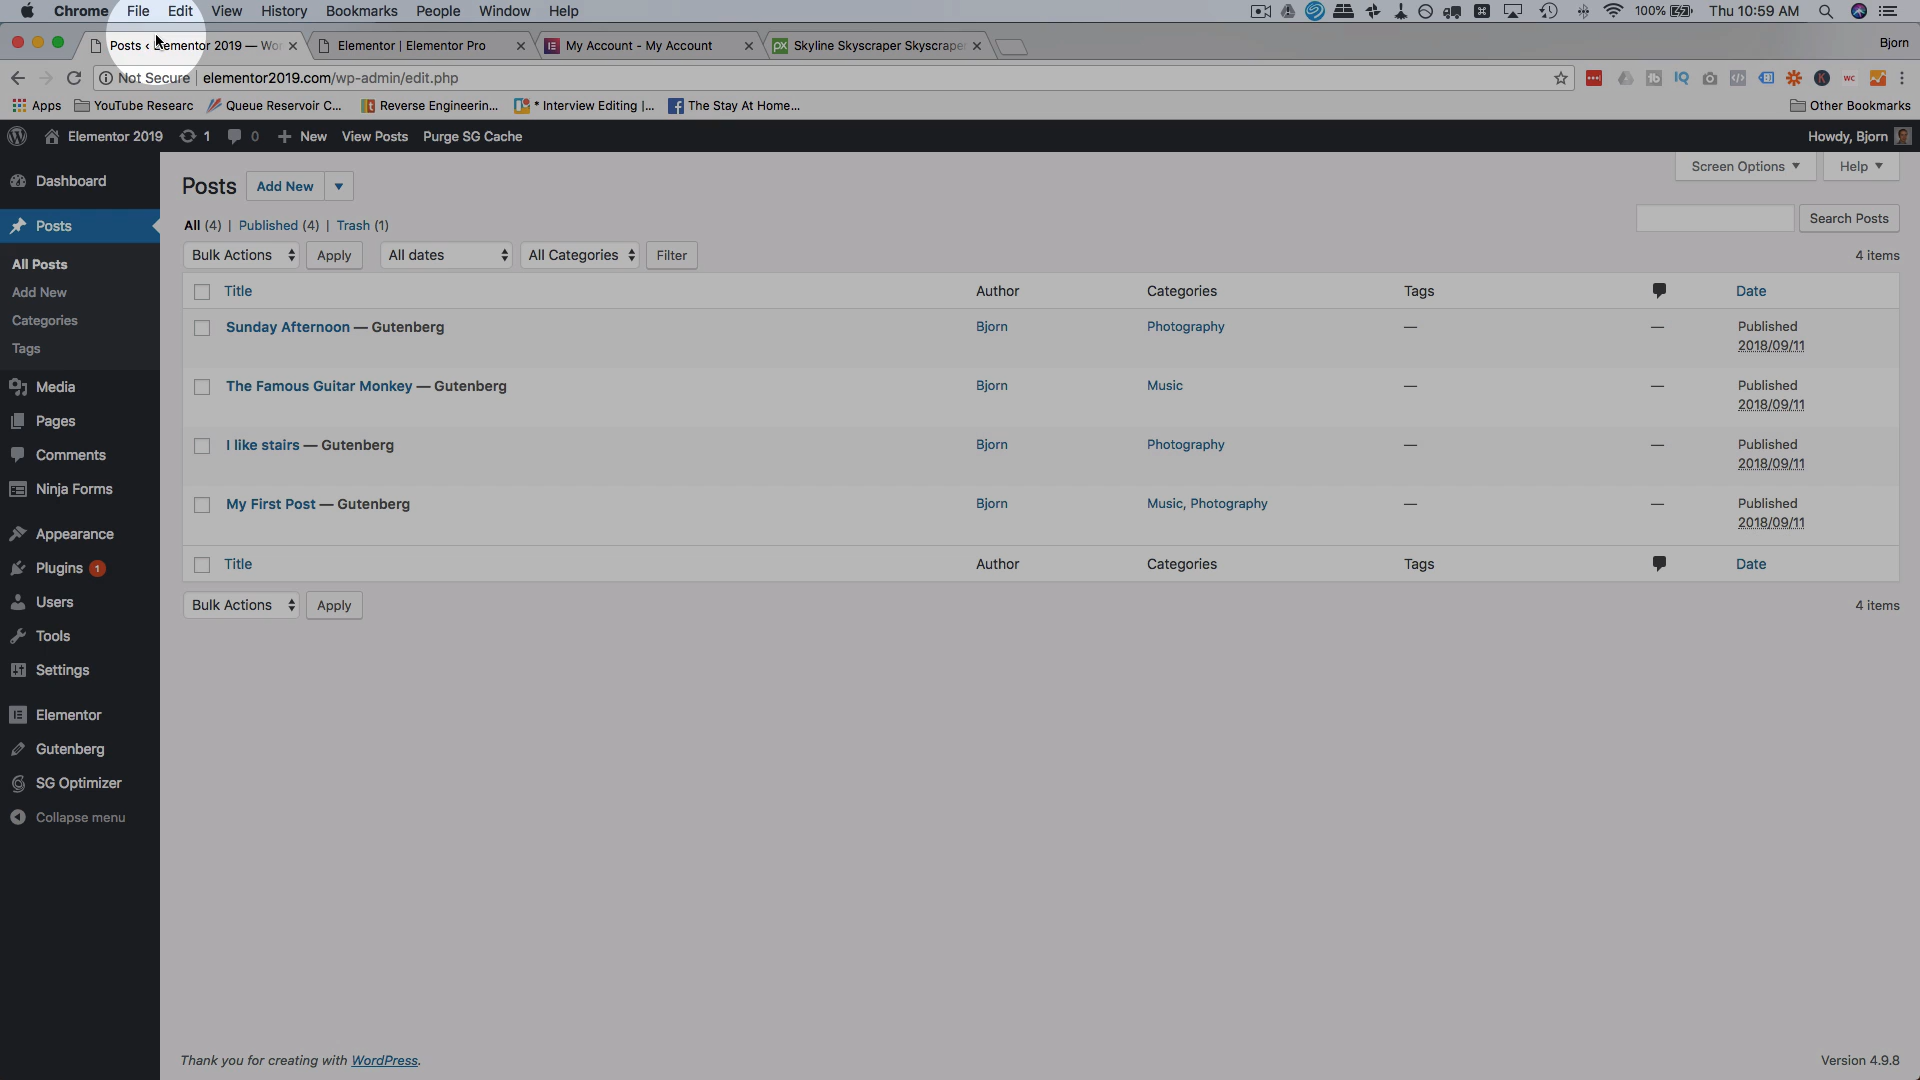 Chrome File Edit View History Bookmarks People Window Help 100% Thu 10:59 AM
Posts ‹ Elementor 2019 — Wor Elementor | Elementor Pro My Account - My Account Skyline Skyscraper Skyscrape Bjorn
Not Secure elementor2019.com/wp-admin/edit.php
Apps YouTube Researc Queue Reservoir C... Reverse Engineerin... * Interview Editing |... The Stay At Home... Other Bookmarks
Elementor 2019 1 0 New View Posts Purge SG Cache Howdy, Bjorn
Screen Options Help
Posts Add New
All (4) | Published (4) | Trash (1)
Search Posts
Bulk Actions Apply All dates All Categories Filter 4 items
Title Author Categories Tags Date
Sunday Afternoon — Gutenberg Bjorn Photography — — Published
2018/09/11
The Famous Guitar Monkey — Gutenberg Bjorn Music — — Published
2018/09/11
I like stairs — Gutenberg Bjorn Photography — — Published
2018/09/11
My First Post — Gutenberg Bjorn Music, Photography — — Published
2018/09/11
Title Author Categories Tags Date
Bulk Actions Apply 4 items
Dashboard
Posts
All Posts
Add New
Categories
Tags
Media
Pages
Comments
Ninja Forms
Appearance
Plugins 1
Users
Tools
Settings
Elementor
Gutenberg
SG Optimizer
Collapse menu
Thank you for creating with WordPress. Version 4.9.8